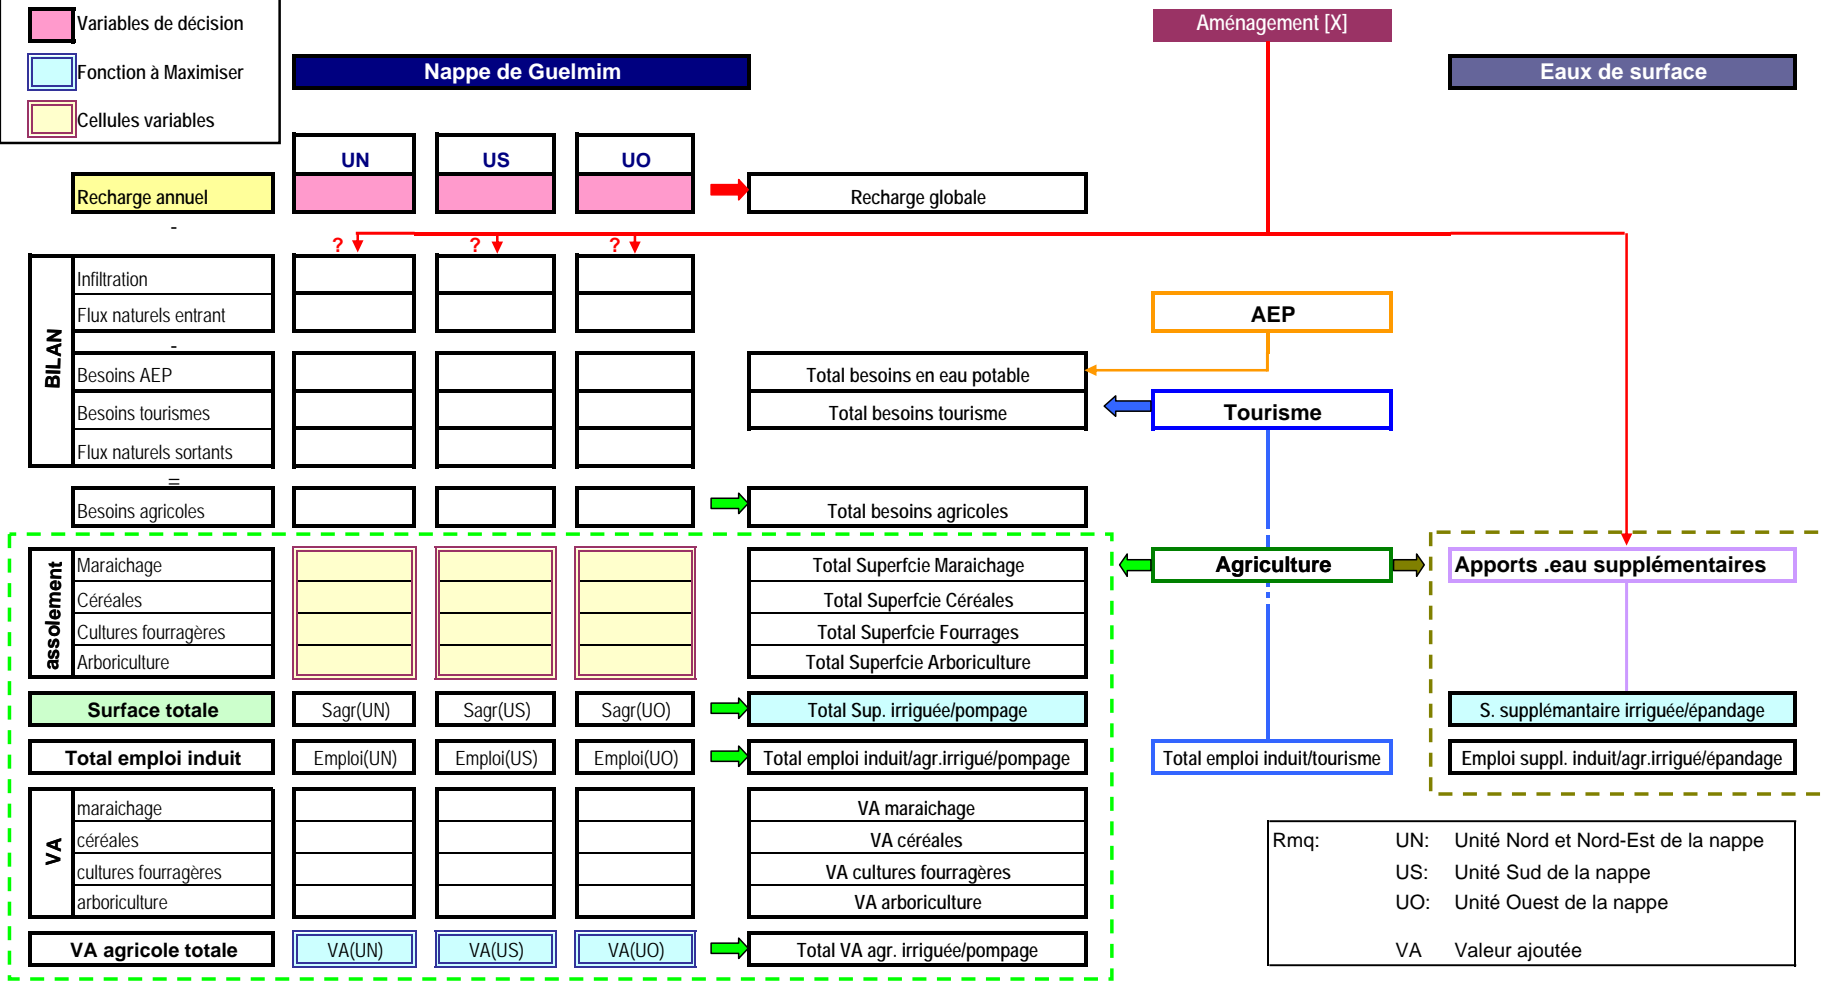 Variables de décision
Fonction à Maximiser
Cellules variables
Aménagement [X]
Nappe de Guelmim
Eaux de surface
UN US UO
Recharge annuel
Recharge globale
-
? ? ?
BILAN
Infiltration
Flux naturels entrant
-
AEP
Besoins AEP
Total besoins en eau potable
Besoins tourismes
Total besoins tourisme
Tourisme
Flux naturels sortants
=
Besoins agricoles
Total besoins agricoles
assolement
Maraichage
Total Superfcie Maraichage
Agriculture
Apports .eau supplémentaires
Céréales
Total Superfcie Céréales
Cultures fourragères
Total Superfcie Fourrages
Arboriculture
Total Superfcie Arboriculture
Surface totale
Sagr(UN) Sagr(US) Sagr(UO)
Total Sup. irriguée/pompage
S. supplémantaire irriguée/épandage
Total emploi induit
Emploi(UN) Emploi(US) Emploi(UO)
Total emploi induit/agr.irrigué/pompage
Total emploi induit/tourisme
Emploi suppl. induit/agr.irrigué/épandage
VA
maraichage
VA maraichage
céréales
VA céréales
cultures fourragères
VA cultures fourragères
arboriculture
VA arboriculture
VA agricole totale
VA(UN) VA(US) VA(UO)
Total VA agr. irriguée/pompage
Rmq: UN: Unité Nord et Nord-Est de la nappe
US: Unité Sud de la nappe
UO: Unité Ouest de la nappe
VA Valeur ajoutée